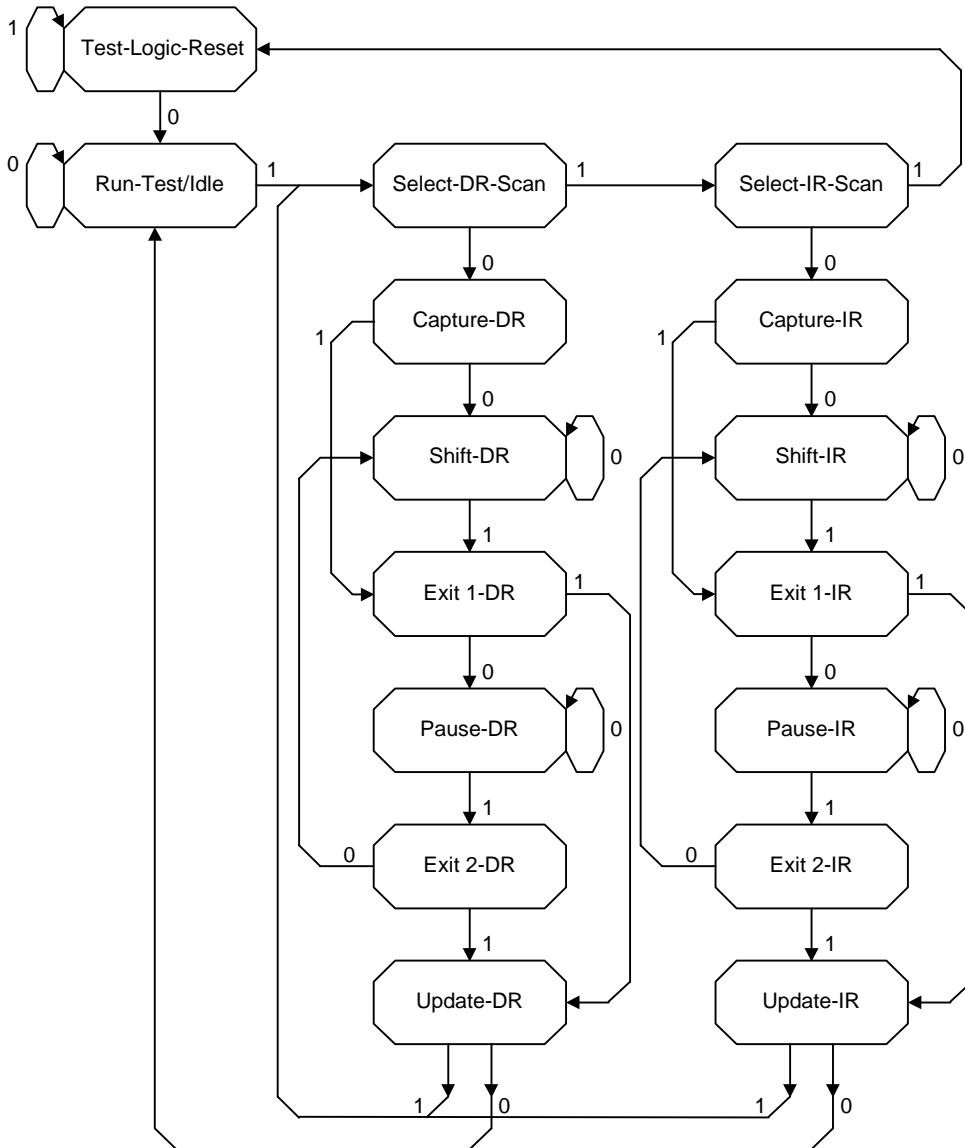 1
Test-Logic-Reset
0
0
Run-Test/Idle
1
Select-DR-Scan
1
Select-IR-Scan
1
0
0
Capture-DR
1
Capture-IR
1
0
0
Shift-DR
0
Shift-IR
0
1
1
Exit 1-DR
1
Exit 1-IR
1
0
0
Pause-DR
0
Pause-IR
0
1
1
0
Exit 2-DR
0
Exit 2-IR
1
1
Update-DR
Update-IR
1
0
1
0